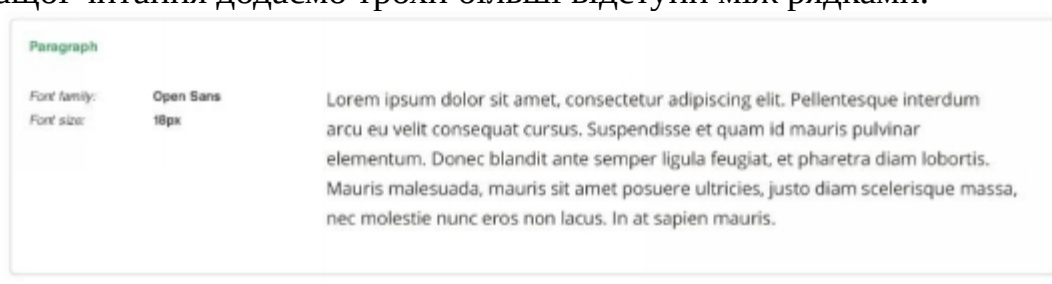 читання додаємо трохи більші відступи між рядками.
Paragraph
Font family: Open Sans
Font size: 18px
Lorem ipsum dolor sit amet, consectetur adipiscing elit. Pellentesque interdum
arcu eu velit consequat cursus. Suspendisse et quam id mauris pulvinar
elementum. Donec blandit ante semper ligula feugiat, et pharetra diam lobortis.
Mauris malesuada, mauris sit amet posuere ultricies, justo diam scelerisque massa,
nec molestie nunc eros non lacus. In at sapien mauris.